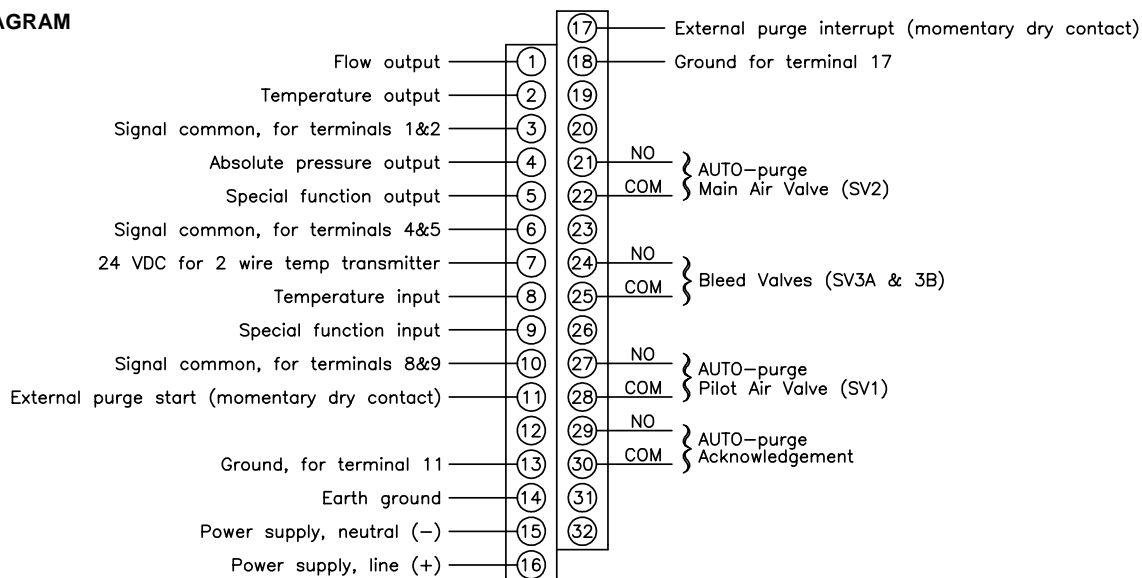 AGRAM
Flow output 1
Temperature output 2
Signal common, for terminals 1&2 3
Absolute pressure output 4
Special function output 5
Signal common, for terminals 4&5 6
24 VDC for 2 wire temp transmitter 7
Temperature input 8
Special function input 9
Signal common, for terminals 8&9 10
External purge start (momentary dry contact) 11
12
Ground, for terminal 11 13
Earth ground 14
Power supply, neutral (−) 15
Power supply, line (+) 16
17 External purge interrupt (momentary dry contact)
18 Ground for terminal 17
19
20
21 NO
22 COM
AUTO−purge
Main Air Valve (SV2)
23
24 NO
25 COM
Bleed Valves (SV3A & 3B)
26
27 NO
28 COM
AUTO−purge
Pilot Air Valve (SV1)
29 NO
30 COM
AUTO−purge
Acknowledgement
31
32